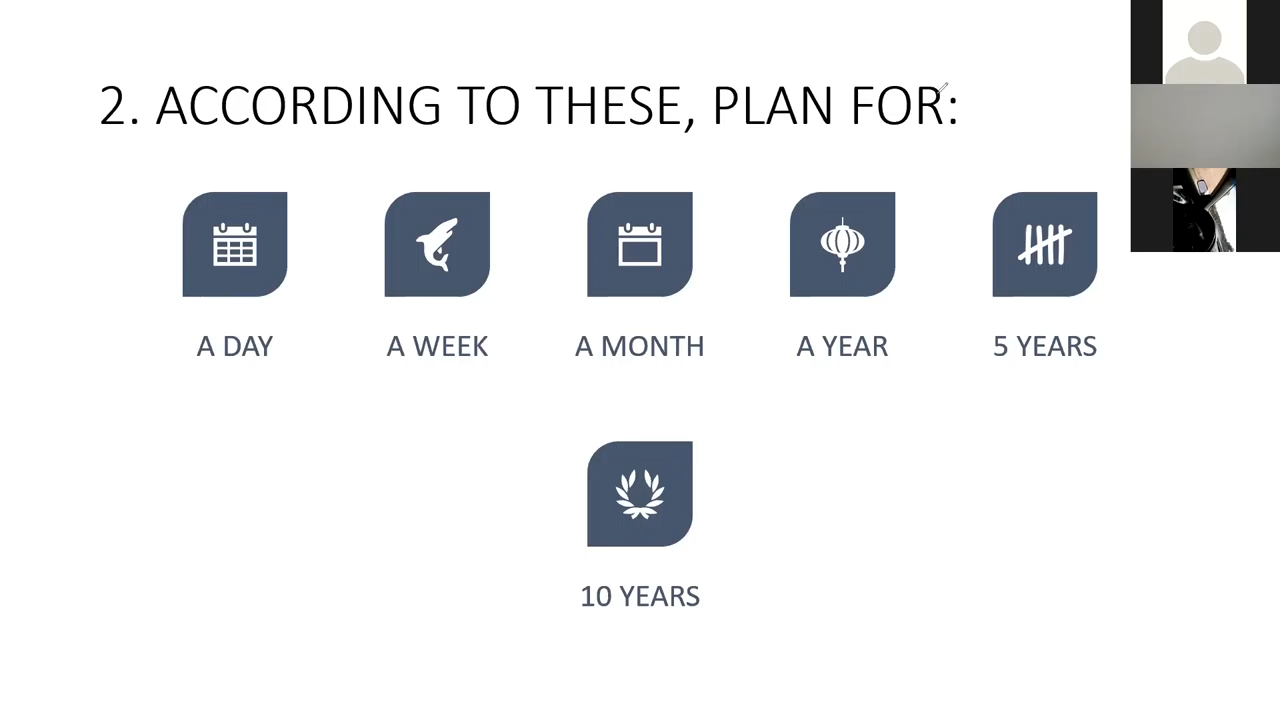 2. ACCORDING TO THESE, PLAN FOR:
A DAY
A WEEK
A MONTH
A YEAR
5 YEARS
10 YEARS